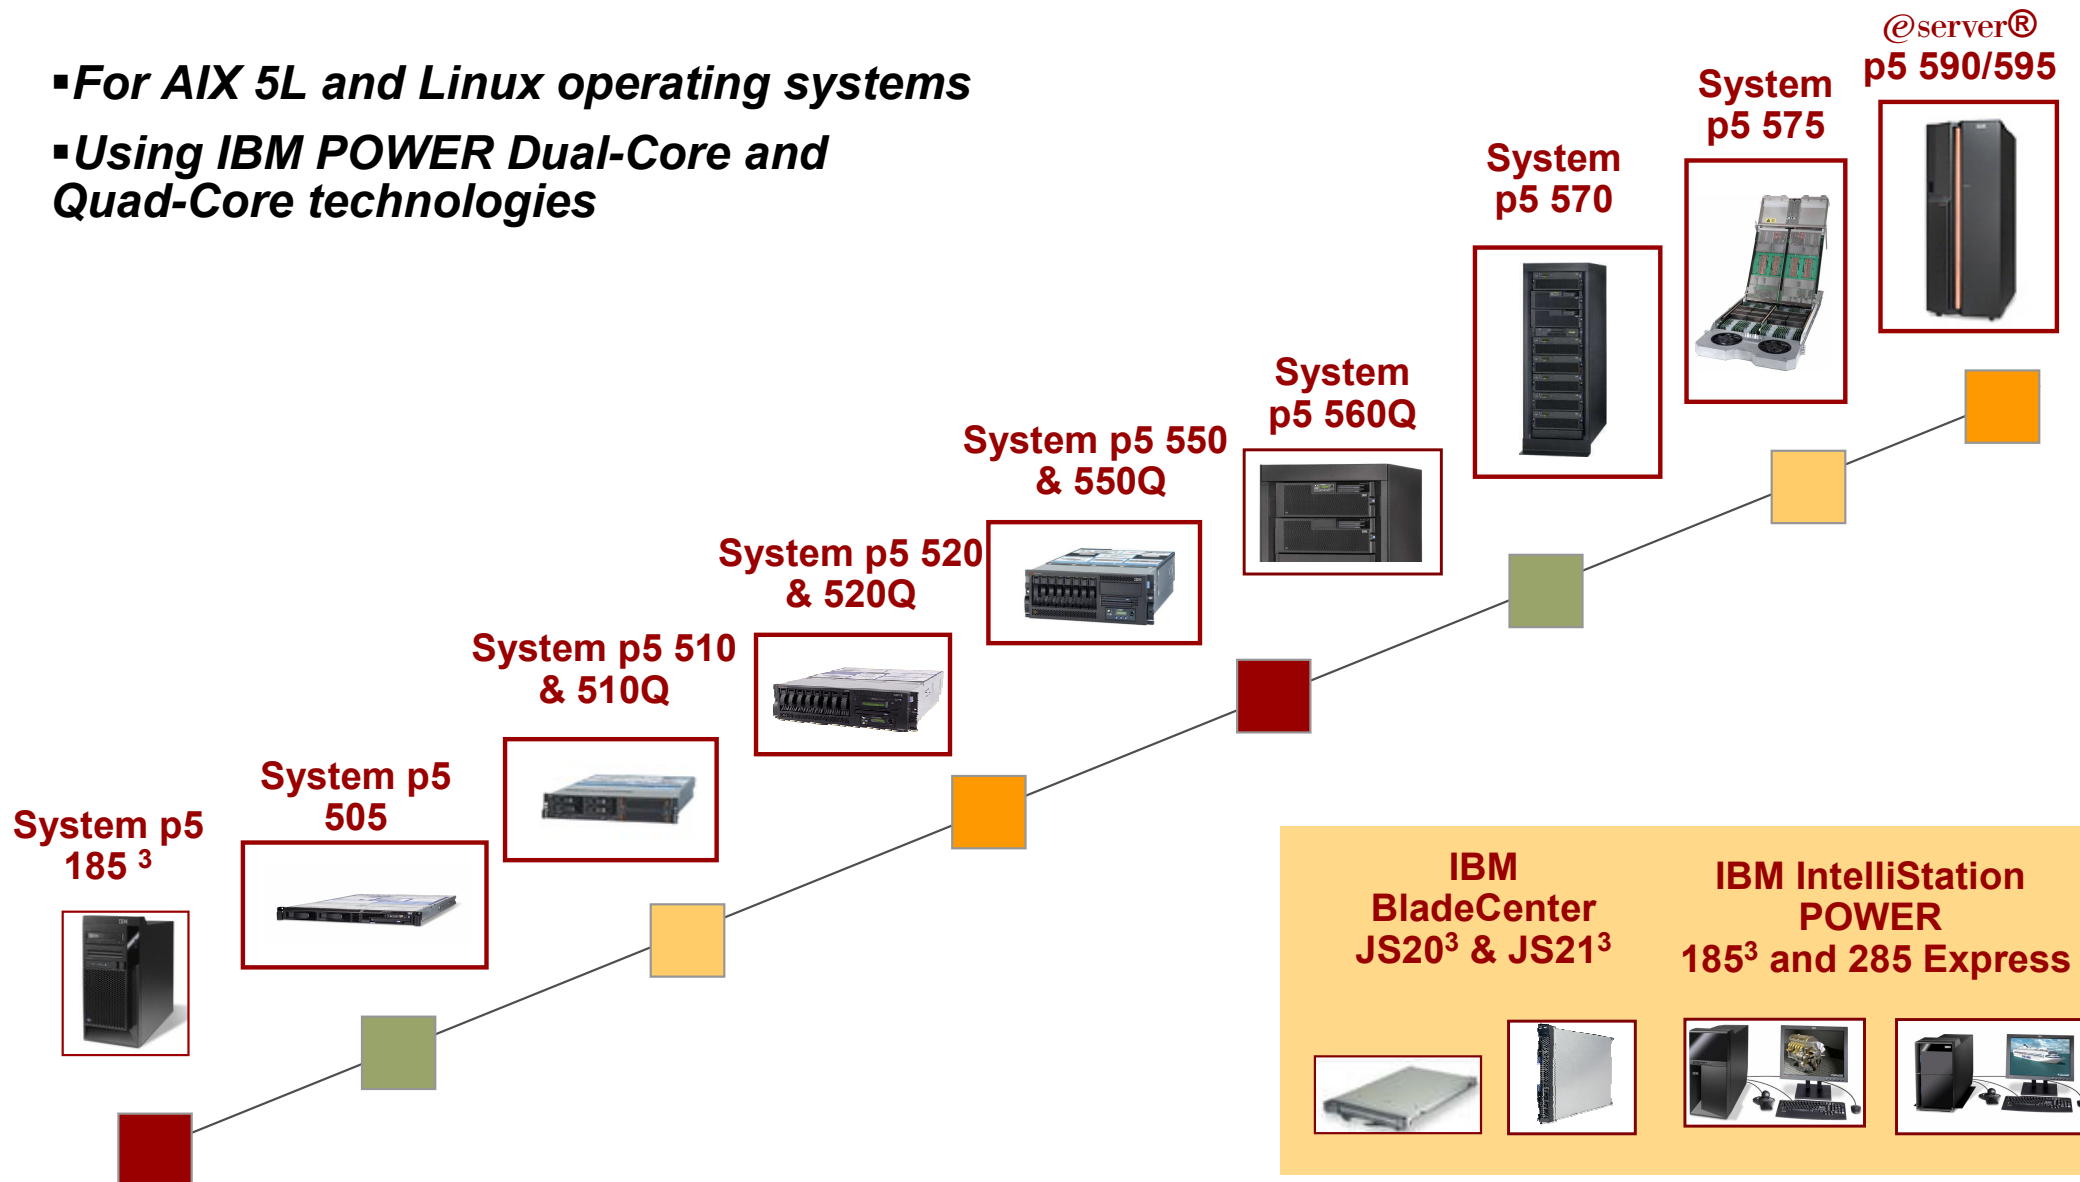 ▪For AIX 5L and Linux operating systems
▪Using IBM POWER Dual-Core and
Quad-Core technologies
System p5
185 ³
System p5
505
System p5 510
& 510Q
System p5 520
& 520Q
System p5 550
& 550Q
System
p5 560Q
System
p5 570
System
p5 575
eserver®
p5 590/595
IBM
BladeCenter
JS20³ & JS21³
IBM IntelliStation
POWER
185³ and 285 Express